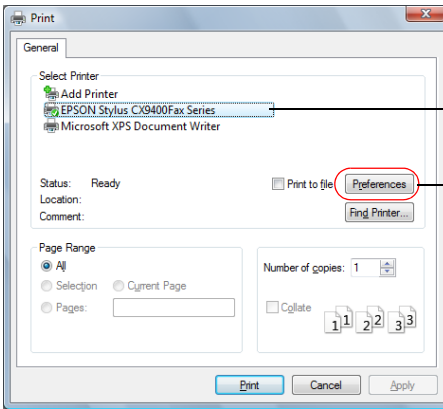 Print
General
Select Printer
Add Printer
EPSON Stylus CX9400Fax Series
Microsoft XPS Document Writer
Status: Ready
Print to file
Preferences
Location:
Comment:
Find Printer...
Page Range
All
Selection
Current Page
Pages:
Number of copies: 1
Collate
1 1 2 2 3 3
Print
Cancel
Apply